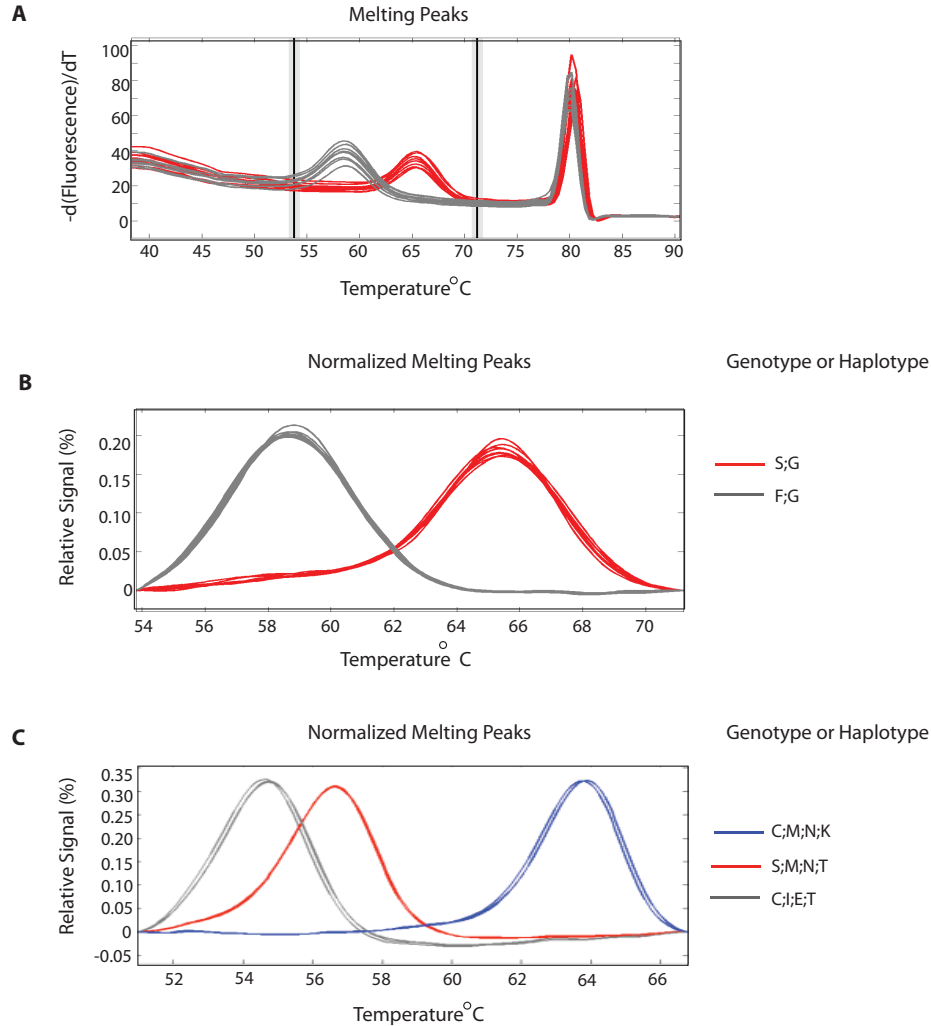 A
Melting Peaks
-d(Fluorescence)/dT
100
80
60
40
20
0
40 45 50 55 60 65 70 75 80 85 90
Temperature°C
Normalized Melting Peaks Genotype or Haplotype
B
Relative Signal (%)
0.20
0.15
0.10
0.05
0
S;G
F;G
54 56 58 60 62 64 66 68 70
Temperature° C
C
Normalized Melting Peaks Genotype or Haplotype
Relative Signal (%)
0.35
0.30
0.25
0.20
0.15
0.10
0.05
0
-0.05
C;M;N;K
S;M;N;T
C;I;E;T
52 54 56 58 60 62 64 66
Temperature°C